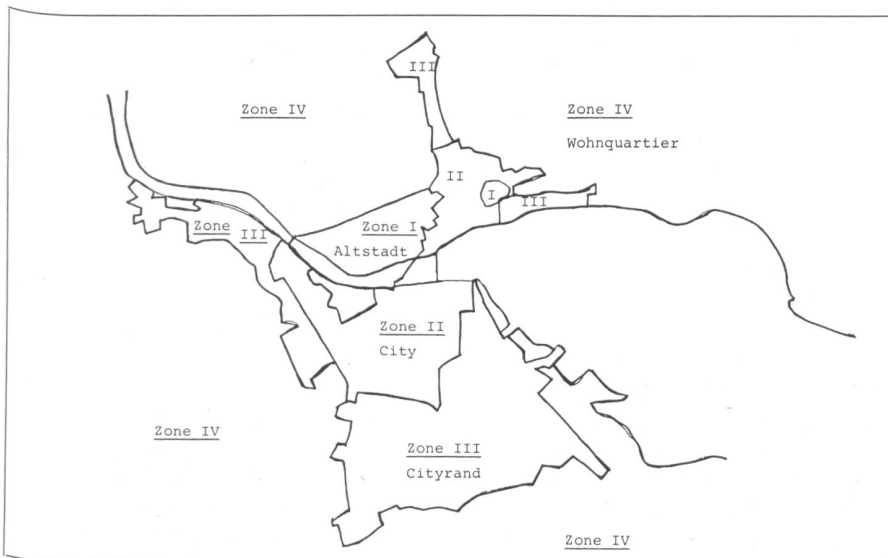 III
Zone IV
Zone IV
Wohnquartier
II
I
III
Zone III
Zone I
Altstadt
Zone II
City
Zone IV
Zone III
Cityrand
Zone IV